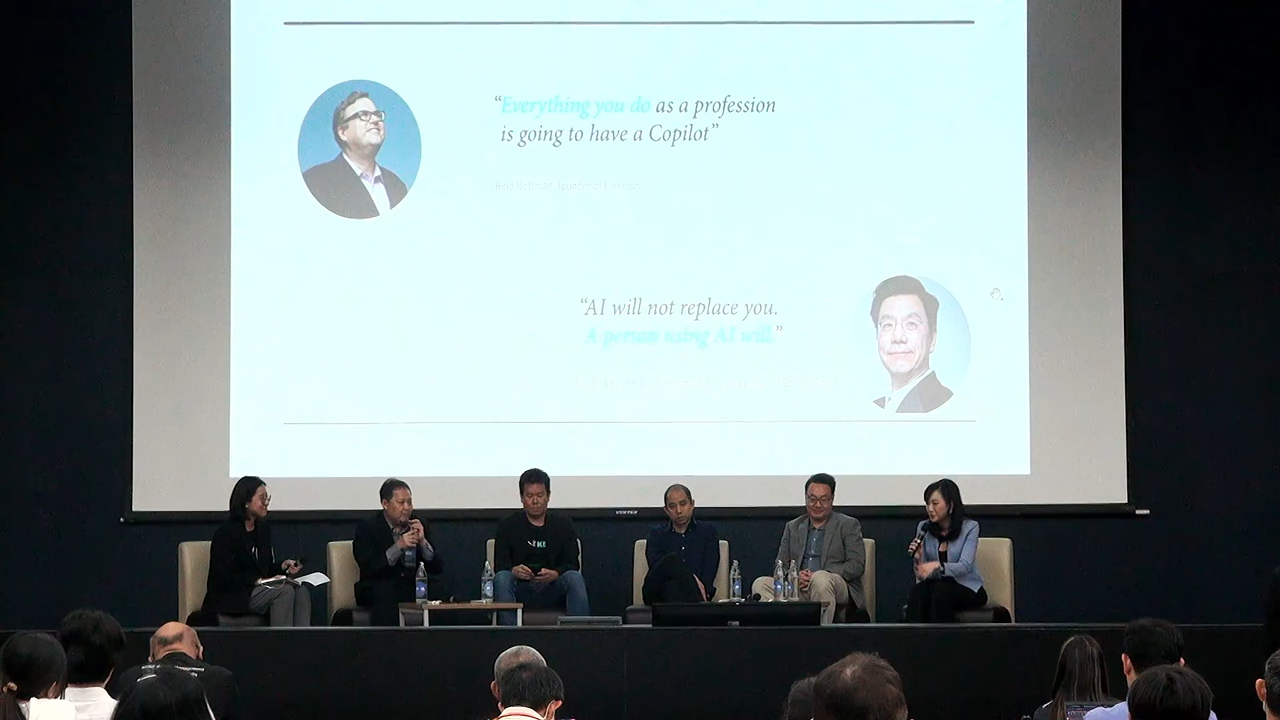 “Everything you do as a profession
is going to have a Copilot”
“AI will not replace you.
A person using AI will.”